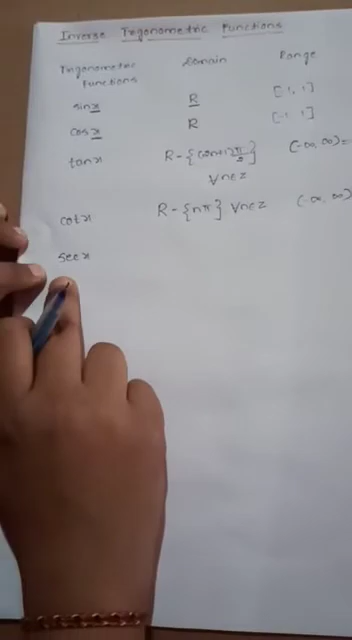 Inverse Trigonometric Functions
Trigonometric Functions Domain Range
sinx R [-1, 1]
cosx R [-1, 1]
tanx R - {(2n+1)π/2} (-∞, ∞) =
∀n∈Z
cotx R - {nπ} ∀n∈Z (-∞, ∞)
secx